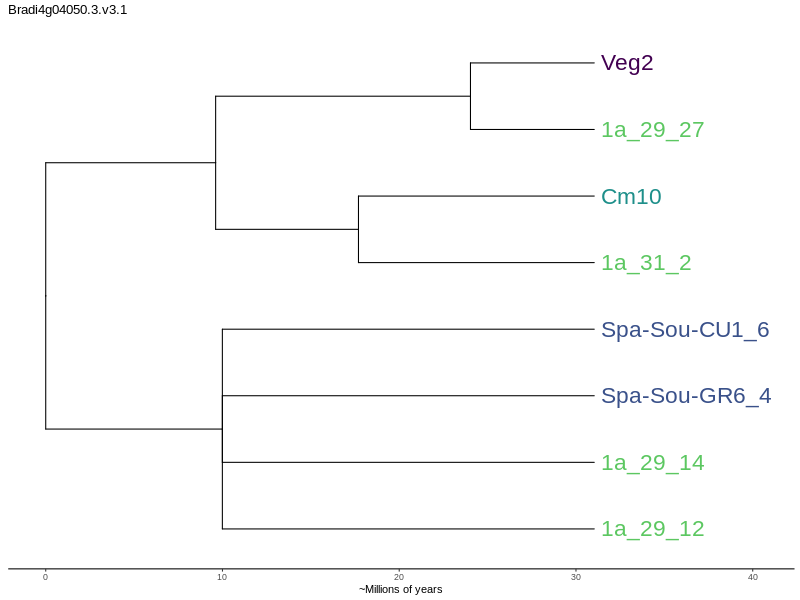 Bradi4g04050.3.v3.1
Veg2
1a_29_27
Cm10
1a_31_2
Spa-Sou-CU1_6
Spa-Sou-GR6_4
1a_29_14
1a_29_12
0 10 20 30 40
~Millions of years